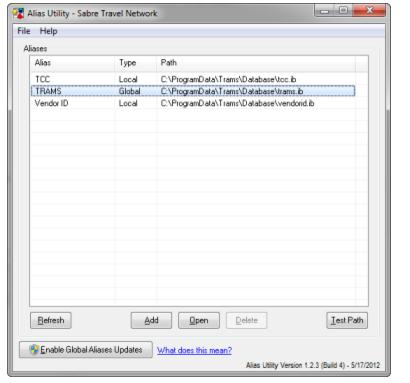 Alias Utility - Sabre Travel Network
File Help
Aliases
Alias Type Path
TCC Local C:\ProgramData\Trams\Database\tcc.ib
TRAMS Global C:\ProgramData\Trams\Database\trams.ib
Vendor ID Local C:\ProgramData\Trams\Database\vendorid.ib
Refresh Add Open Delete Test Path
Enable Global Aliases Updates What does this mean?
Alias Utility Version 1.2.3 (Build 4) - 5/17/2012